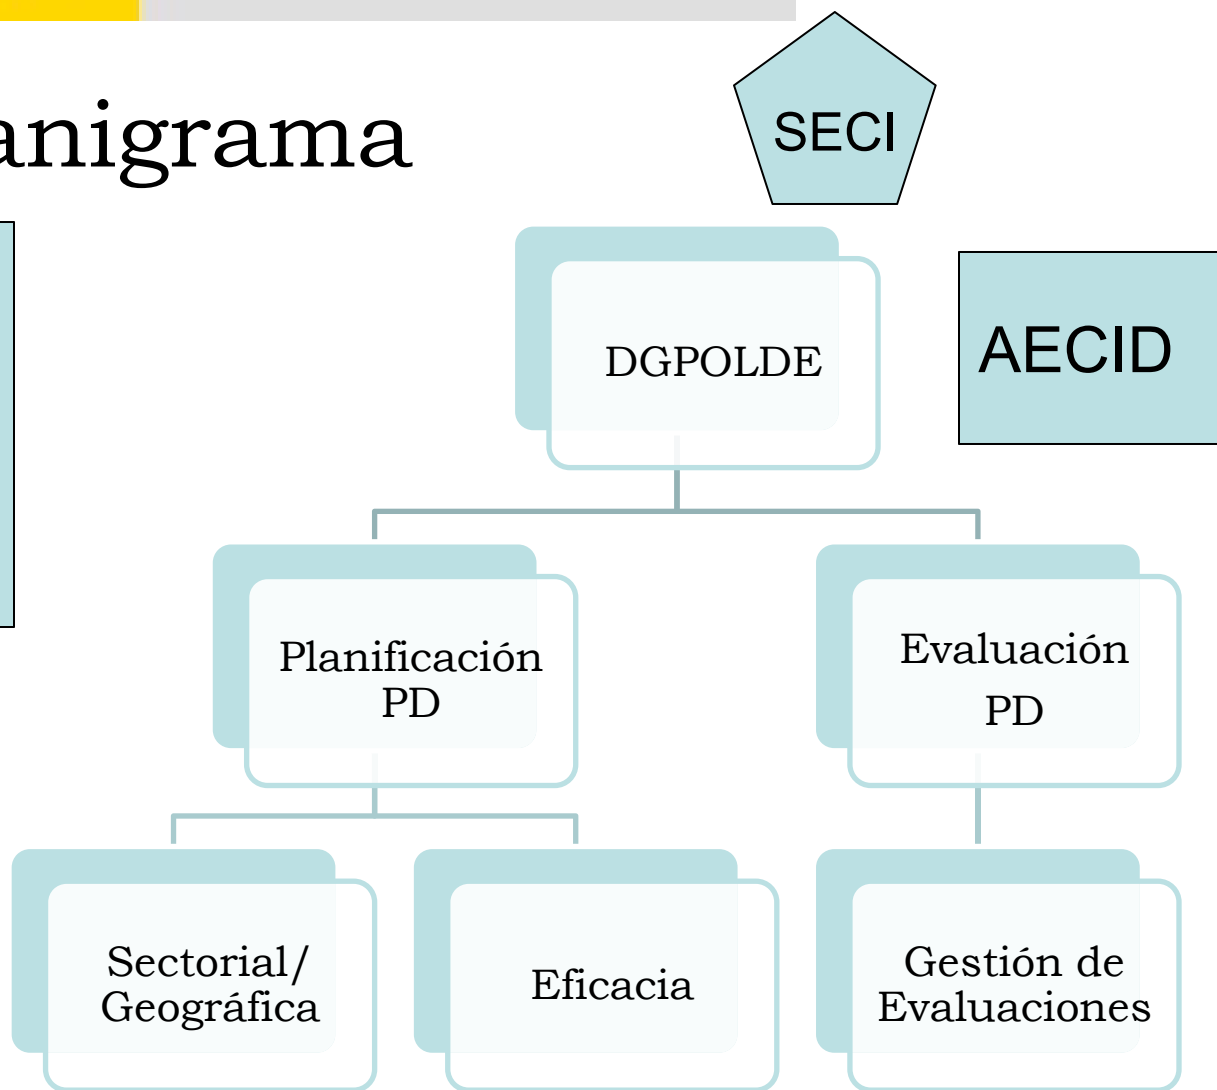 anigrama
SECI
DGPOLDE
AECID
Planificación
PD
Evaluación
PD
Sectorial/
Geográfica
Eficacia
Gestión de
Evaluaciones